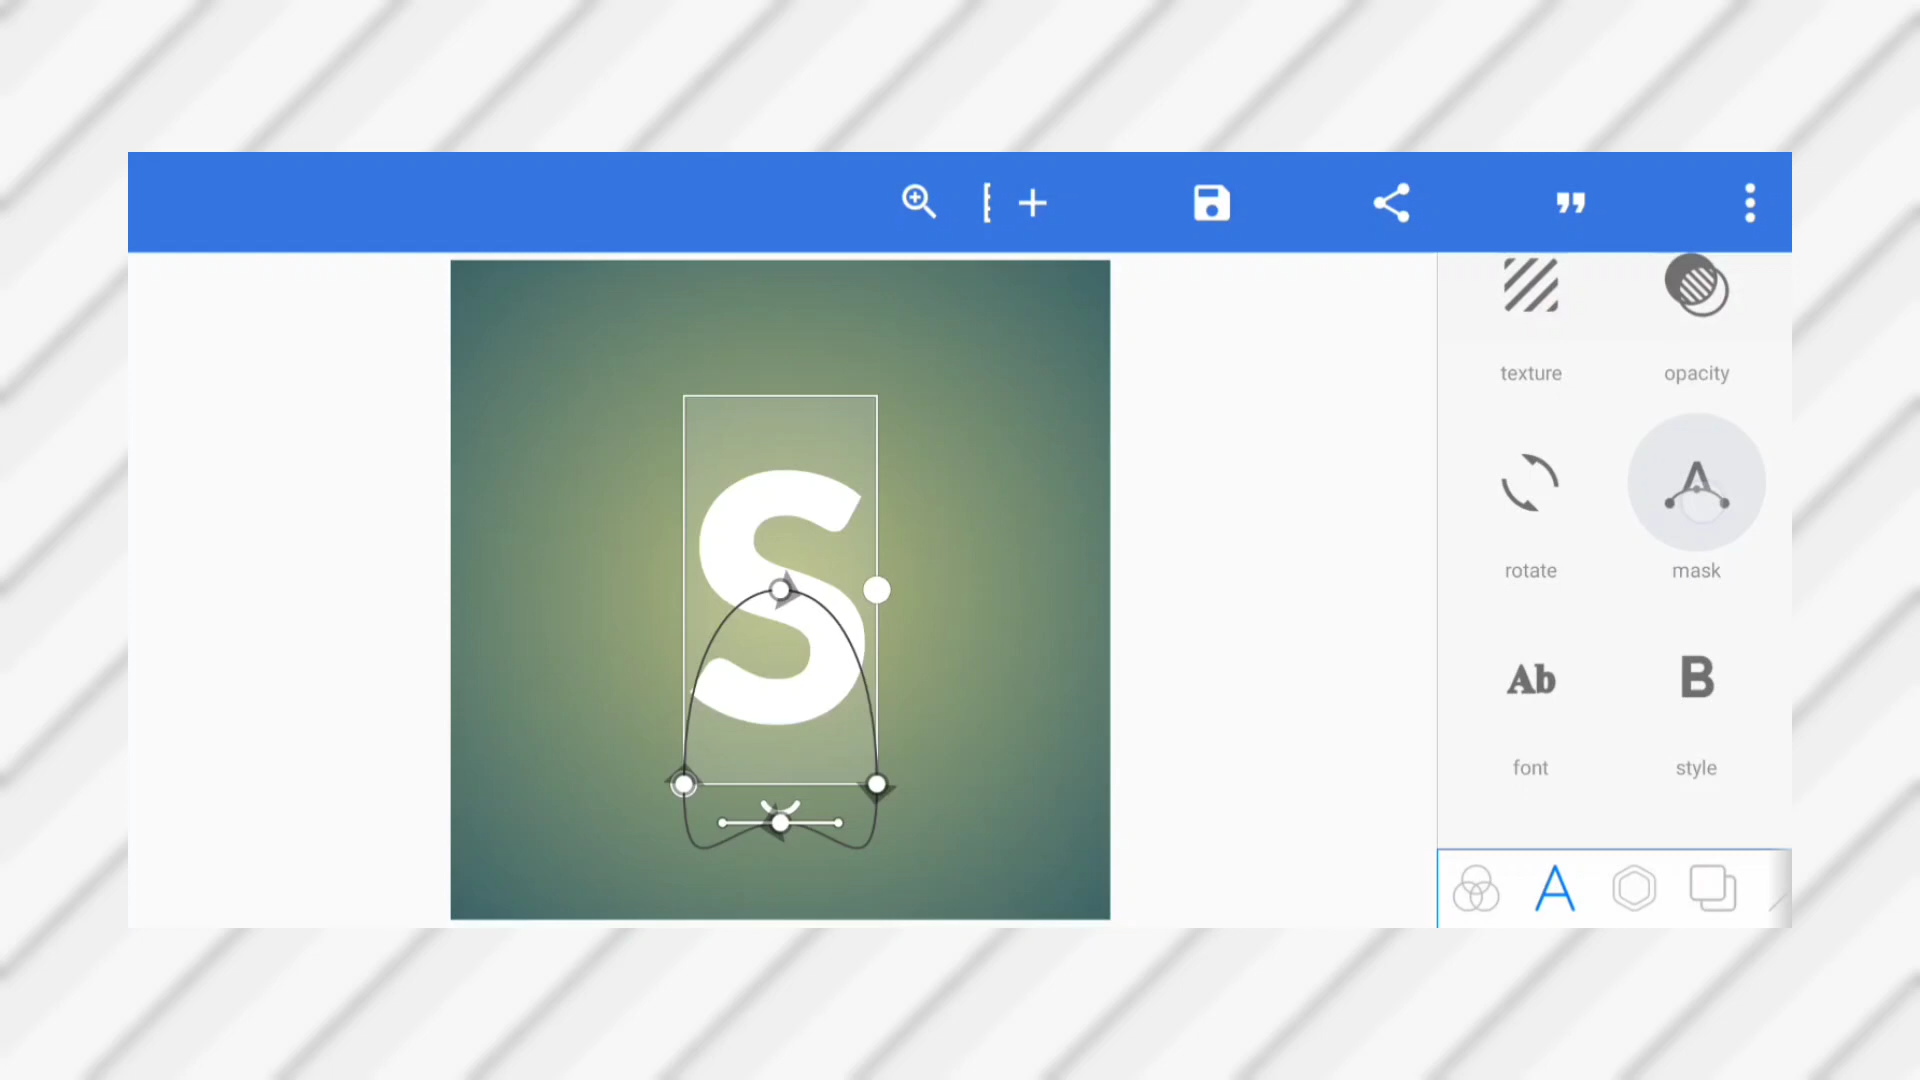 S
texture
opacity
rotate
mask
Ab
B
font
style